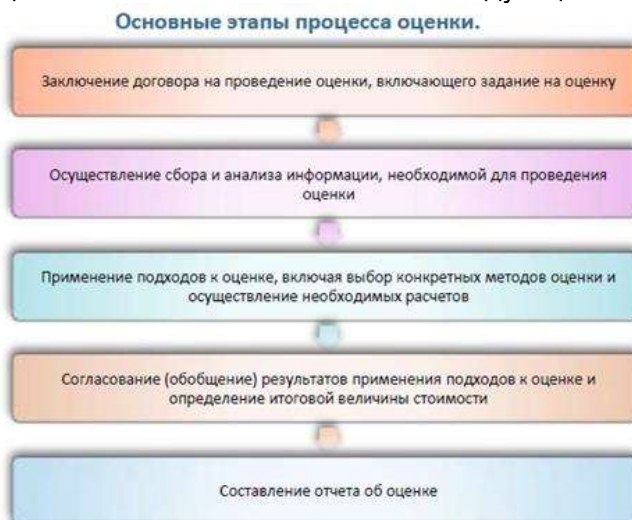 Основные этапы процесса оценки.
Заключение договора на проведение оценки, включающего задание на оценку
Осуществление сбора и анализа информации, необходимой для проведения
оценки
Применение подходов к оценке, включая выбор конкретных методов оценки и
осуществление необходимых расчетов
Согласование (обобщение) результатов применения подходов к оценке и
определение итоговой величины стоимости
Составление отчета об оценке